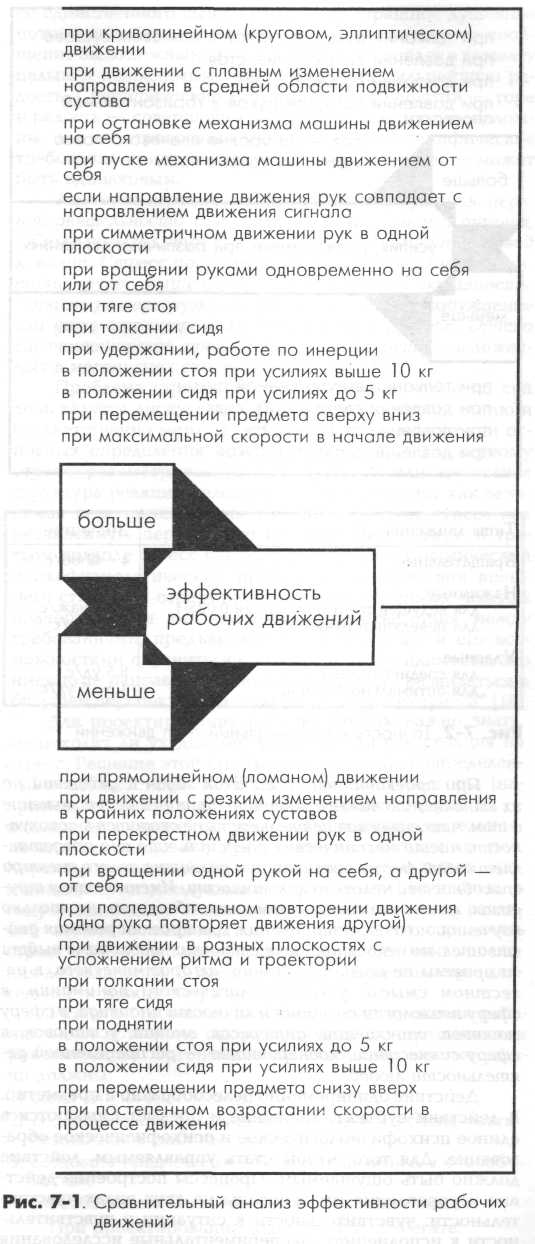 при криволинейном (круговом, эллиптическом)
движении
при движении с плавным изменением
направления в средней области подвижности
сустава
при остановке механизма машины движением
на себя
при пуске механизма машины движением от
себя
если направление движения рук совпадает с
направлением движения сигнала
при симметричном движении рук в одной
плоскости
при вращении руками одновременно на себя
или от себя
при тяге стоя
при толкании сидя
при удержании, работе по инерции
в положении стоя при усилиях выше 10 кг
в положении сидя при усилиях до 5 кг
при перемещении предмета сверху вниз
при максимальной скорости в начале движения
больше
эффективность
рабочих движений
меньше
при прямолинейном (ломаном) движении
при движении с резким изменением направления
в крайних положениях суставов
при перекрестном движении рук в одной
плоскости
при вращении одной рукой на себя, а другой —
от себя
при последовательном повторении движения
(одна рука повторяет движения другой)
при движении в разных плоскостях с
усложнением ритма и траектории
при толкании стоя
при тяге сидя
при поднятии
в положении стоя при усилиях до 5 кг
в положении сидя при усилиях выше 10 кг
при перемещении предмета снизу вверх
при постепенном возрастании скорости в
процессе движения
Рис. 7-1. Сравнительный анализ эффективности рабочих
движений